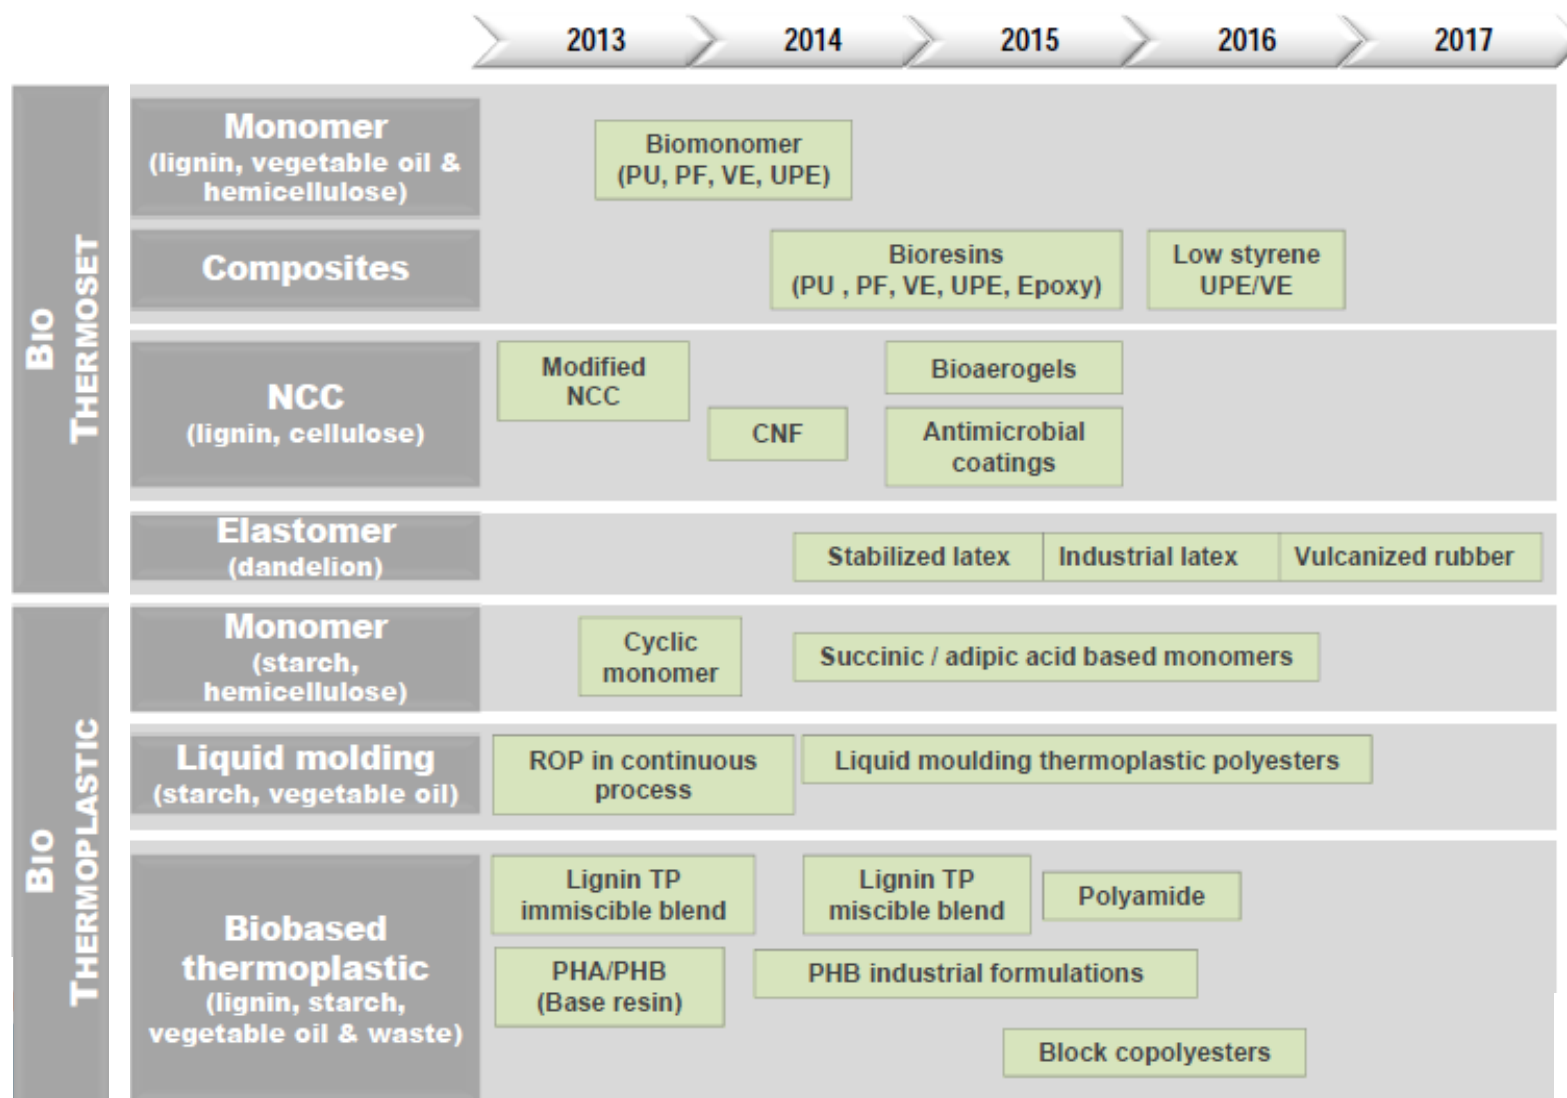 2013 2014 2015 2016 2017
BIO
THERMOSET
Monomer
(lignin, vegetable oil &
hemicellulose)
Biomonomer
(PU, PF, VE, UPE)
Composites
Bioresins
(PU , PF, VE, UPE, Epoxy)
Low styrene
UPE/VE
NCC
(lignin, cellulose)
Modified
NCC
CNF
Bioaerogels
Antimicrobial
coatings
Elastomer
(dandelion)
Stabilized latex
Industrial latex
Vulcanized rubber
BIO
THERMOPLASTIC
Monomer
(starch,
hemicellulose)
Cyclic
monomer
Succinic / adipic acid based monomers
Liquid molding
(starch, vegetable oil)
ROP in continuous
process
Liquid moulding thermoplastic polyesters
Biobased
thermoplastic
(lignin, starch,
vegetable oil & waste)
Lignin TP
immiscible blend
Lignin TP
miscible blend
Polyamide
PHA/PHB
(Base resin)
PHB industrial formulations
Block copolyesters